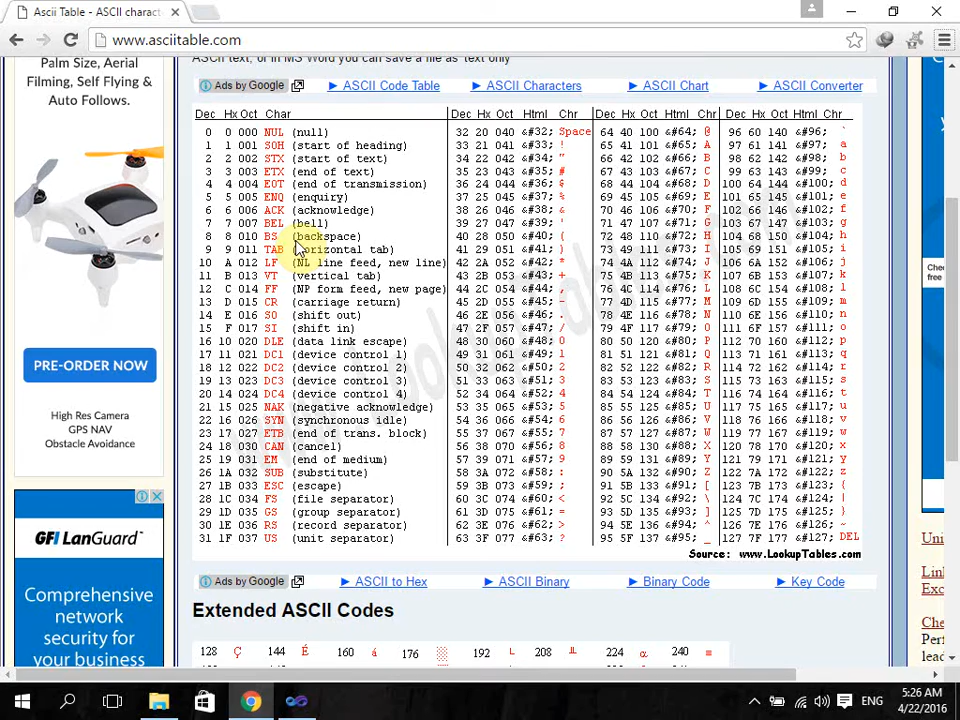 Ascii Table - ASCII charact
www.asciitable.com
Palm Size, Aerial
Filming, Self Flying &
Auto Follows.
PRE-ORDER NOW
High Res Camera
GPS NAV
Obstacle Avoidance
GFI LanGuard™
Comprehensive
network
security for
your business
ASCII text, or in MS Word you can save a file as 'text only'
Ads by Google ► ASCII Code Table ► ASCII Characters ► ASCII Chart ► ASCII Converter
Dec Hx Oct Char Dec Hx Oct Html Chr Dec Hx Oct Html Chr Dec Hx Oct Html Chr
0 0 000 NUL (null) 32 20 040 &#32; Space 64 40 100 &#64; @ 96 60 140 &#96; `
1 1 001 SOH (start of heading) 33 21 041 &#33; ! 65 41 101 &#65; A 97 61 141 &#97; a
2 2 002 STX (start of text) 34 22 042 &#34; " 66 42 102 &#66; B 98 62 142 &#98; b
3 3 003 ETX (end of text) 35 23 043 &#35; # 67 43 103 &#67; C 99 63 143 &#99; c
4 4 004 EOT (end of transmission) 36 24 044 &#36; $ 68 44 104 &#68; D 100 64 144 &#100; d
5 5 005 ENQ (enquiry) 37 25 045 &#37; % 69 45 105 &#69; E 101 65 145 &#101; e
6 6 006 ACK (acknowledge) 38 26 046 &#38; & 70 46 106 &#70; F 102 66 146 &#102; f
7 7 007 BEL (bell) 39 27 047 &#39; ' 71 47 107 &#71; G 103 67 147 &#103; g
8 8 010 BS (backspace) 40 28 050 &#40; ( 72 48 110 &#72; H 104 68 150 &#104; h
9 9 011 TAB (horizontal tab) 41 29 051 &#41; ) 73 49 111 &#73; I 105 69 151 &#105; i
10 A 012 LF (NL line feed, new line) 42 2A 052 &#42; * 74 4A 112 &#74; J 106 6A 152 &#106; j
11 B 013 VT (vertical tab) 43 2B 053 &#43; + 75 4B 113 &#75; K 107 6B 153 &#107; k
12 C 014 FF (NP form feed, new page) 44 2C 054 &#44; , 76 4C 114 &#76; L 108 6C 154 &#108; l
13 D 015 CR (carriage return) 45 2D 055 &#45; - 77 4D 115 &#77; M 109 6D 155 &#109; m
14 E 016 SO (shift out) 46 2E 056 &#46; . 78 4E 116 &#78; N 110 6E 156 &#110; n
15 F 017 SI (shift in) 47 2F 057 &#47; / 79 4F 117 &#79; O 111 6F 157 &#111; o
16 10 020 DLE (data link escape) 48 30 060 &#48; 0 80 50 120 &#80; P 112 70 160 &#112; p
17 11 021 DC1 (device control 1) 49 31 061 &#49; 1 81 51 121 &#81; Q 113 71 161 &#113; q
18 12 022 DC2 (device control 2) 50 32 062 &#50; 2 82 52 122 &#82; R 114 72 162 &#114; r
19 13 023 DC3 (device control 3) 51 33 063 &#51; 3 83 53 123 &#83; S 115 73 163 &#115; s
20 14 024 DC4 (device control 4) 52 34 064 &#52; 4 84 54 124 &#84; T 116 74 164 &#116; t
21 15 025 NAK (negative acknowledge) 53 35 065 &#53; 5 85 55 125 &#85; U 117 75 165 &#117; u
22 16 026 SYN (synchronous idle) 54 36 066 &#54; 6 86 56 126 &#86; V 118 76 166 &#118; v
23 17 027 ETB (end of trans. block) 55 37 067 &#55; 7 87 57 127 &#87; W 119 77 167 &#119; w
24 18 030 CAN (cancel) 56 38 070 &#56; 8 88 58 130 &#88; X 120 78 170 &#120; x
25 19 031 EM (end of medium) 57 39 071 &#57; 9 89 59 131 &#89; Y 121 79 171 &#121; y
26 1A 032 SUB (substitute) 58 3A 072 &#58; : 90 5A 132 &#90; Z 122 7A 172 &#122; z
27 1B 033 ESC (escape) 59 3B 073 &#59; ; 91 5B 133 &#91; [ 123 7B 173 &#123; {
28 1C 034 FS (file separator) 60 3C 074 &#60; < 92 5C 134 &#92; \ 124 7C 174 &#124; |
29 1D 035 GS (group separator) 61 3D 075 &#61; = 93 5D 135 &#93; ] 125 7D 175 &#125; }
30 1E 036 RS (record separator) 62 3E 076 &#62; > 94 5E 136 &#94; ^ 126 7E 176 &#126; ~
31 1F 037 US (unit separator) 63 3F 077 &#63; ? 95 5F 137 &#95; _ 127 7F 177 &#127; DEL
Source: www.LookupTables.com
Ads by Google ► ASCII to Hex ► ASCII Binary ► Binary Code ► Key Code
Extended ASCII Codes
128 Ç 144 É 160 á 176 ░ 192 └ 208 ╨ 224 α 240 ≡
Chec
free
Uni
Lin
Exc
Che
Perf
lead
ENG
5:26 AM
4/22/2016